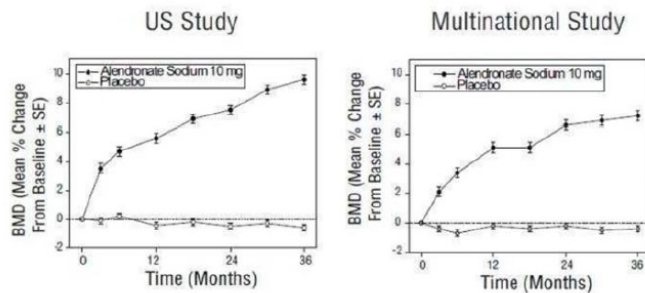 US Study
Alendronate Sodium 10 mg
Placebo
BMD (Mean % Change
From Baseline ± SE)
10
8
6
4
2
0
-2
0
12
24
36
Time (Months)
Multinational Study
Alendronate Sodium 10 mg
Placebo
BMD (Mean % Change
From Baseline ± SE)
10
8
6
4
2
0
-2
0
12
24
36
Time (Months)